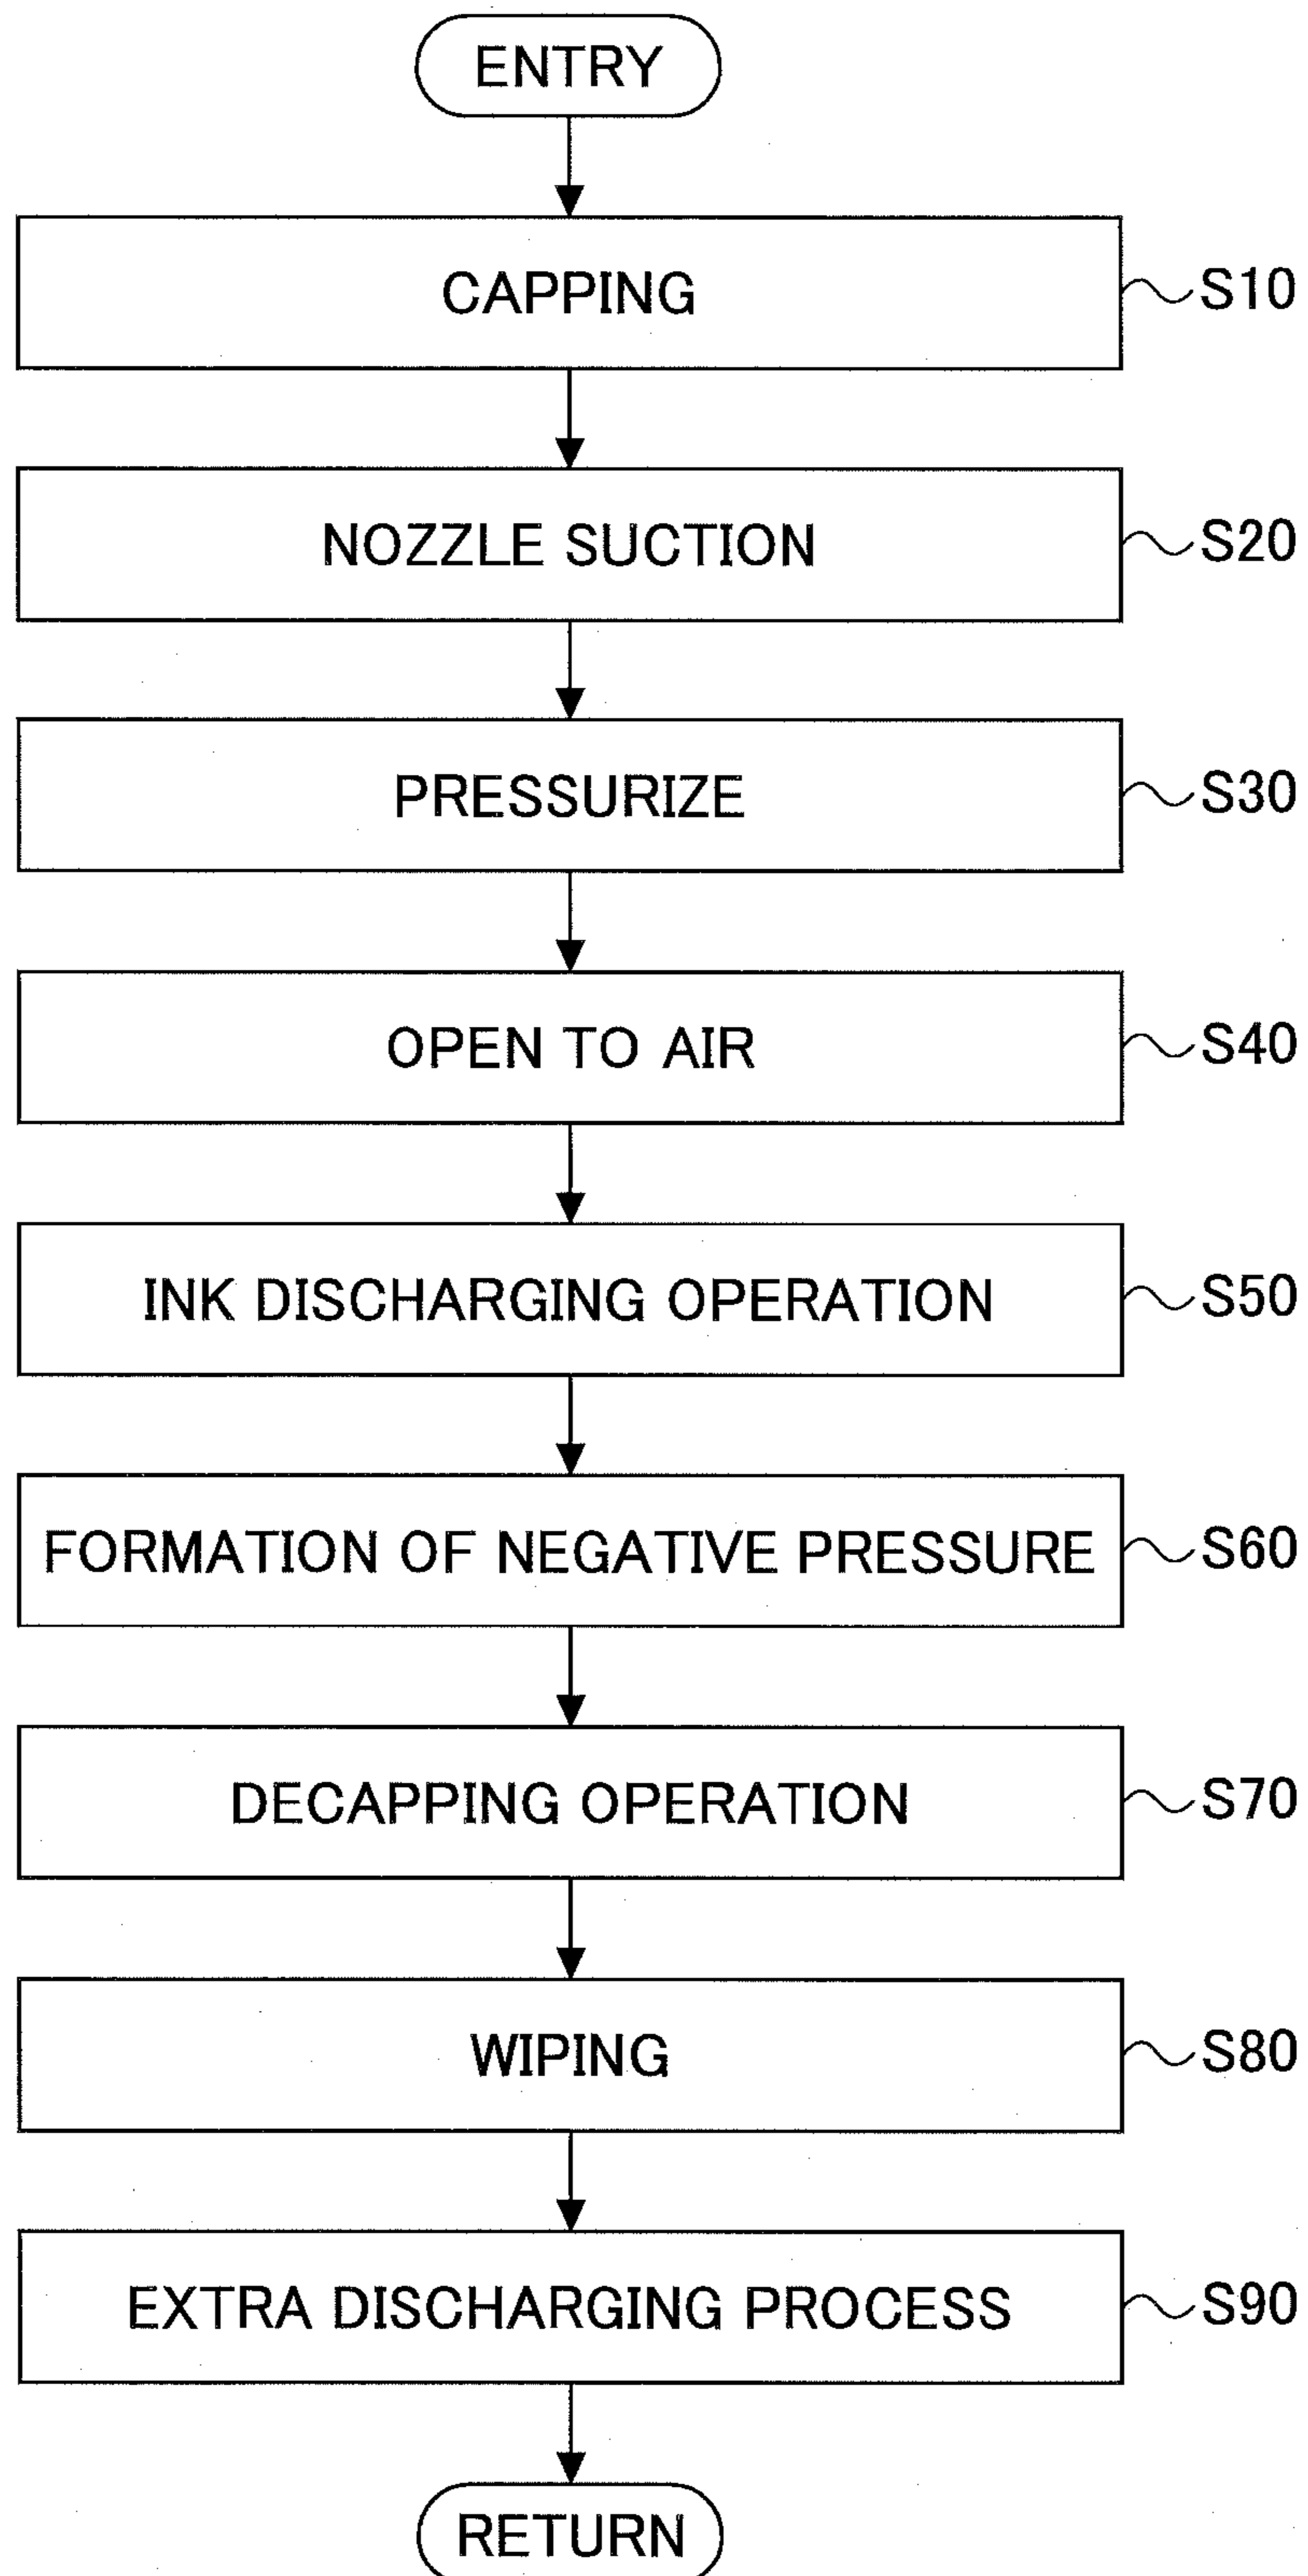 ENTRY
CAPPING S10
NOZZLE SUCTION S20
PRESSURIZE S30
OPEN TO AIR S40
INK DISCHARGING OPERATION S50
FORMATION OF NEGATIVE PRESSURE S60
DECAPPING OPERATION S70
WIPING S80
EXTRA DISCHARGING PROCESS S90
RETURN